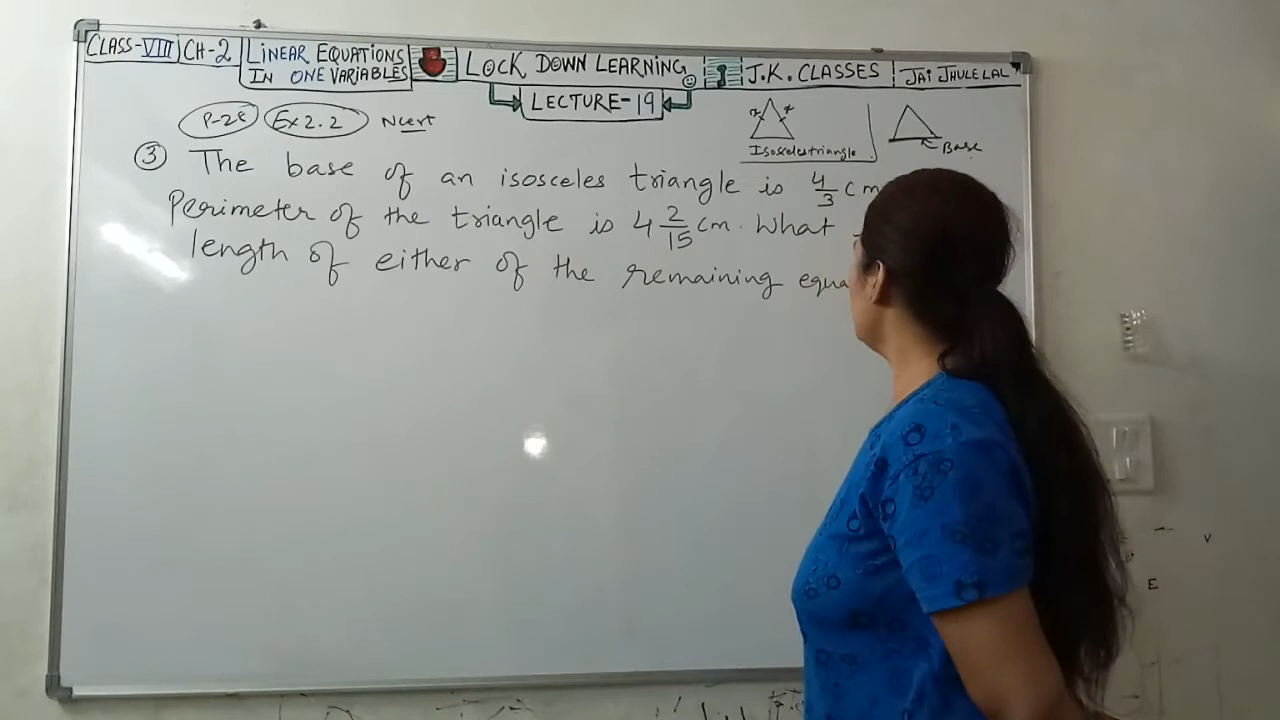 CLASS-VIII CH-2 LINEAR EQUATIONS IN ONE VARIABLES LOCK DOWN LEARNING J.K. CLASSES JAI JHULELAL
LECTURE-19
Ex 2.2 Ncert
x x
Isosceles triangle
Base
③ The base of an isosceles triangle is 4/3 cm
Perimeter of the triangle is 4 2/15 cm. What
length of either of the remaining equa
E